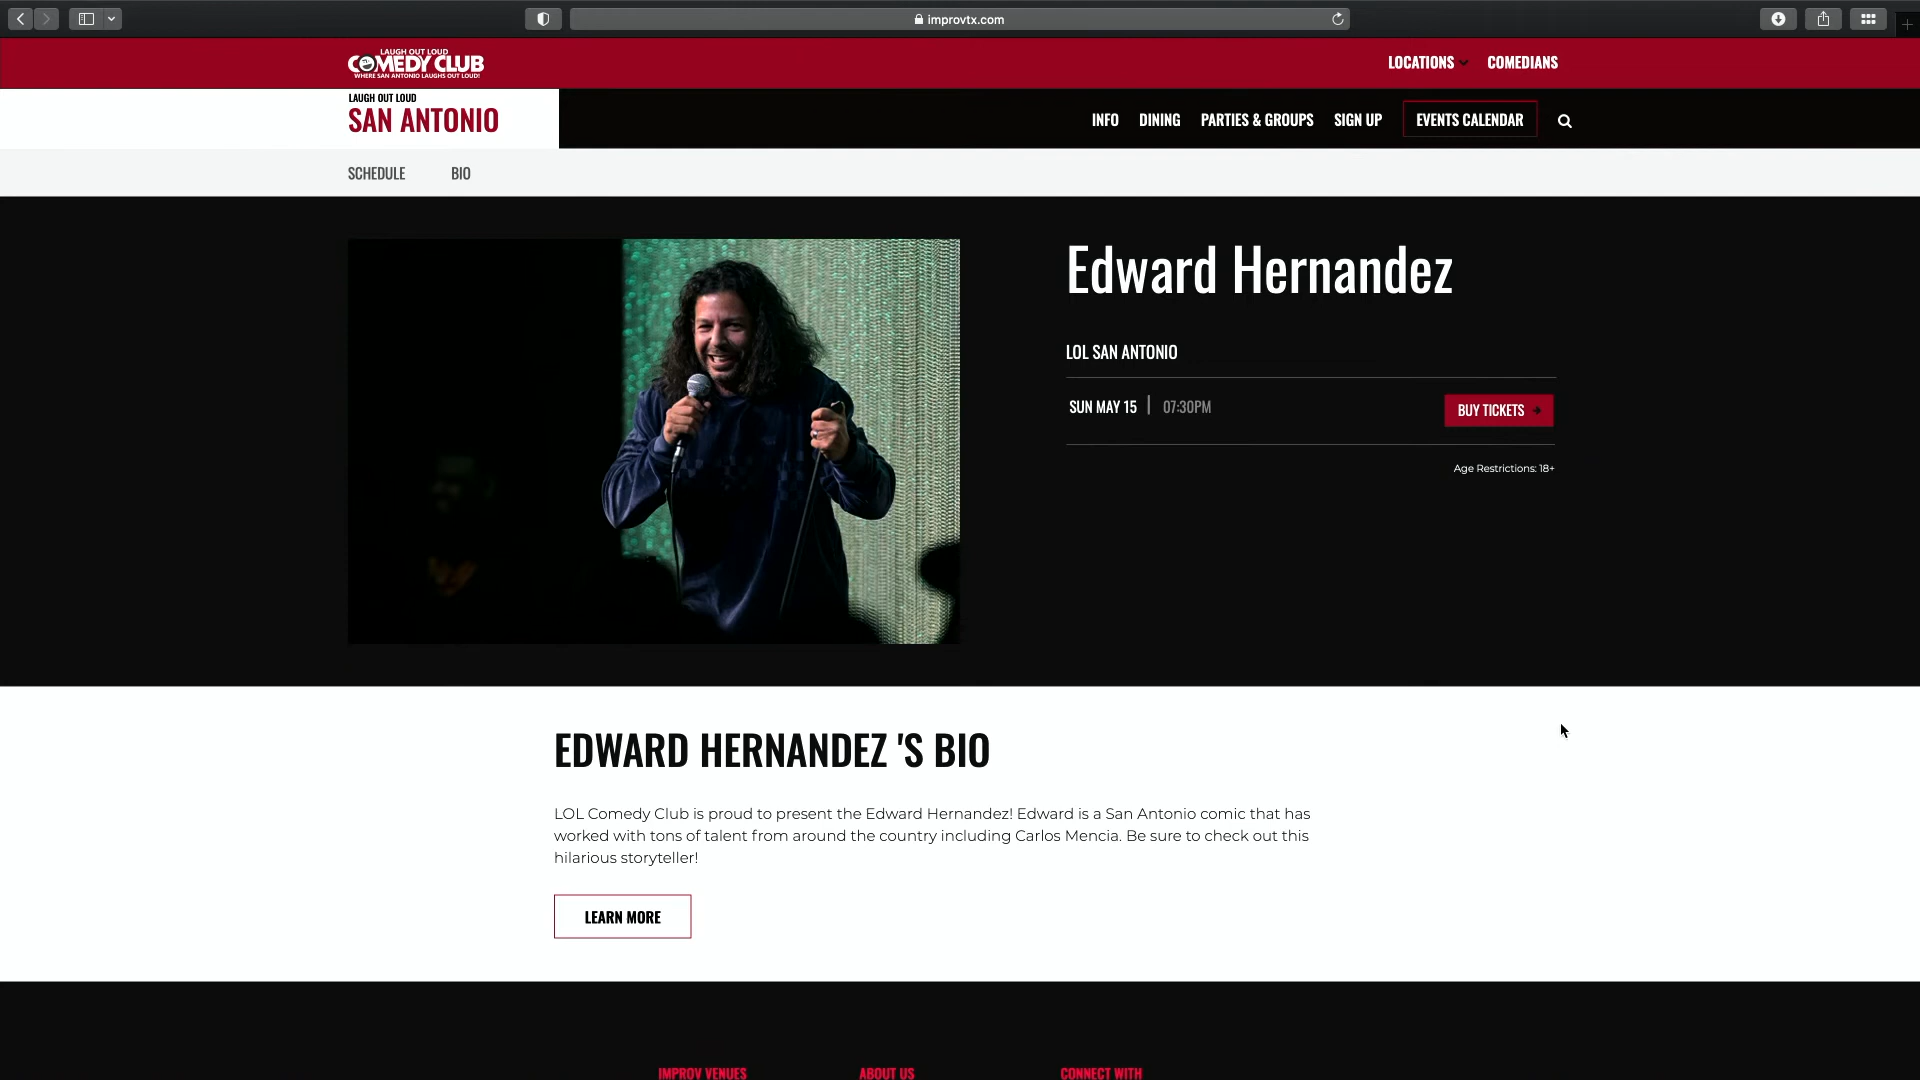 improvtx.com
LAUGH OUT LOUD
COMEDY CLUB
WHERE SAN ANTONIO LAUGHS OUT LOUD!
LOCATIONS
COMEDIANS
LAUGH OUT LOUD
SAN ANTONIO
INFO
DINING
PARTIES & GROUPS
SIGN UP
EVENTS CALENDAR
SCHEDULE
BIO
Edward Hernandez
LOL SAN ANTONIO
SUN MAY 15 | 07:30PM
BUY TICKETS
Age Restrictions: 18+
EDWARD HERNANDEZ 'S BIO
LOL Comedy Club is proud to present the Edward Hernandez! Edward is a San Antonio comic that has
worked with tons of talent from around the country including Carlos Mencia. Be sure to check out this
hilarious storyteller!
LEARN MORE
IMPROV VENUES
ABOUT US
CONNECT WITH